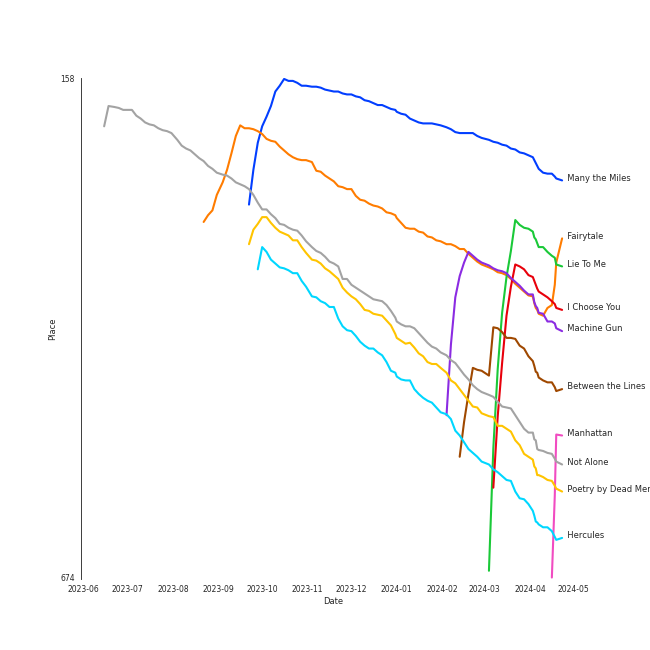 158
Many the Miles
Fairytale
Lie To Me
I Choose You
Machine Gun
Place
Between the Lines
Manhattan
Not Alone
Poetry by Dead Men
Hercules
674
2023-06 2023-07 2023-08 2023-09 2023-10 2023-11 2023-12 2024-01 2024-02 2024-03 2024-04 2024-05
Date